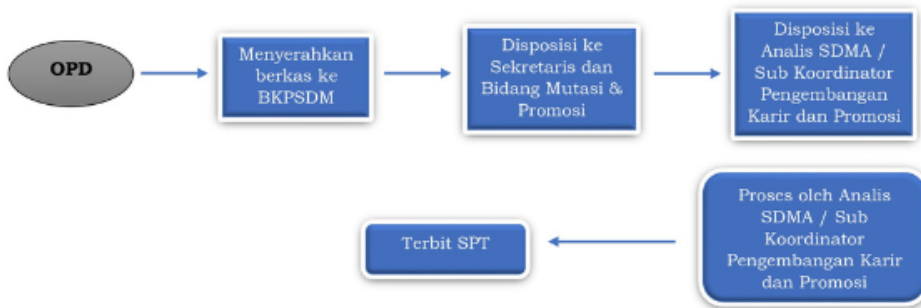 OPD
Menyerahkan
berkas ke
BKPSDM
Disposisi ke
Sekretaris dan
Bidang Mutasi &
Promosi
Disposisi ke
Analis SDMA /
Sub Koordinator
Pengembangan
Karir dan Promosi
Proses oleh Analis
SDMA / Sub
Koordinator
Pengembangan Karir
dan Promosi
Terbit SPT